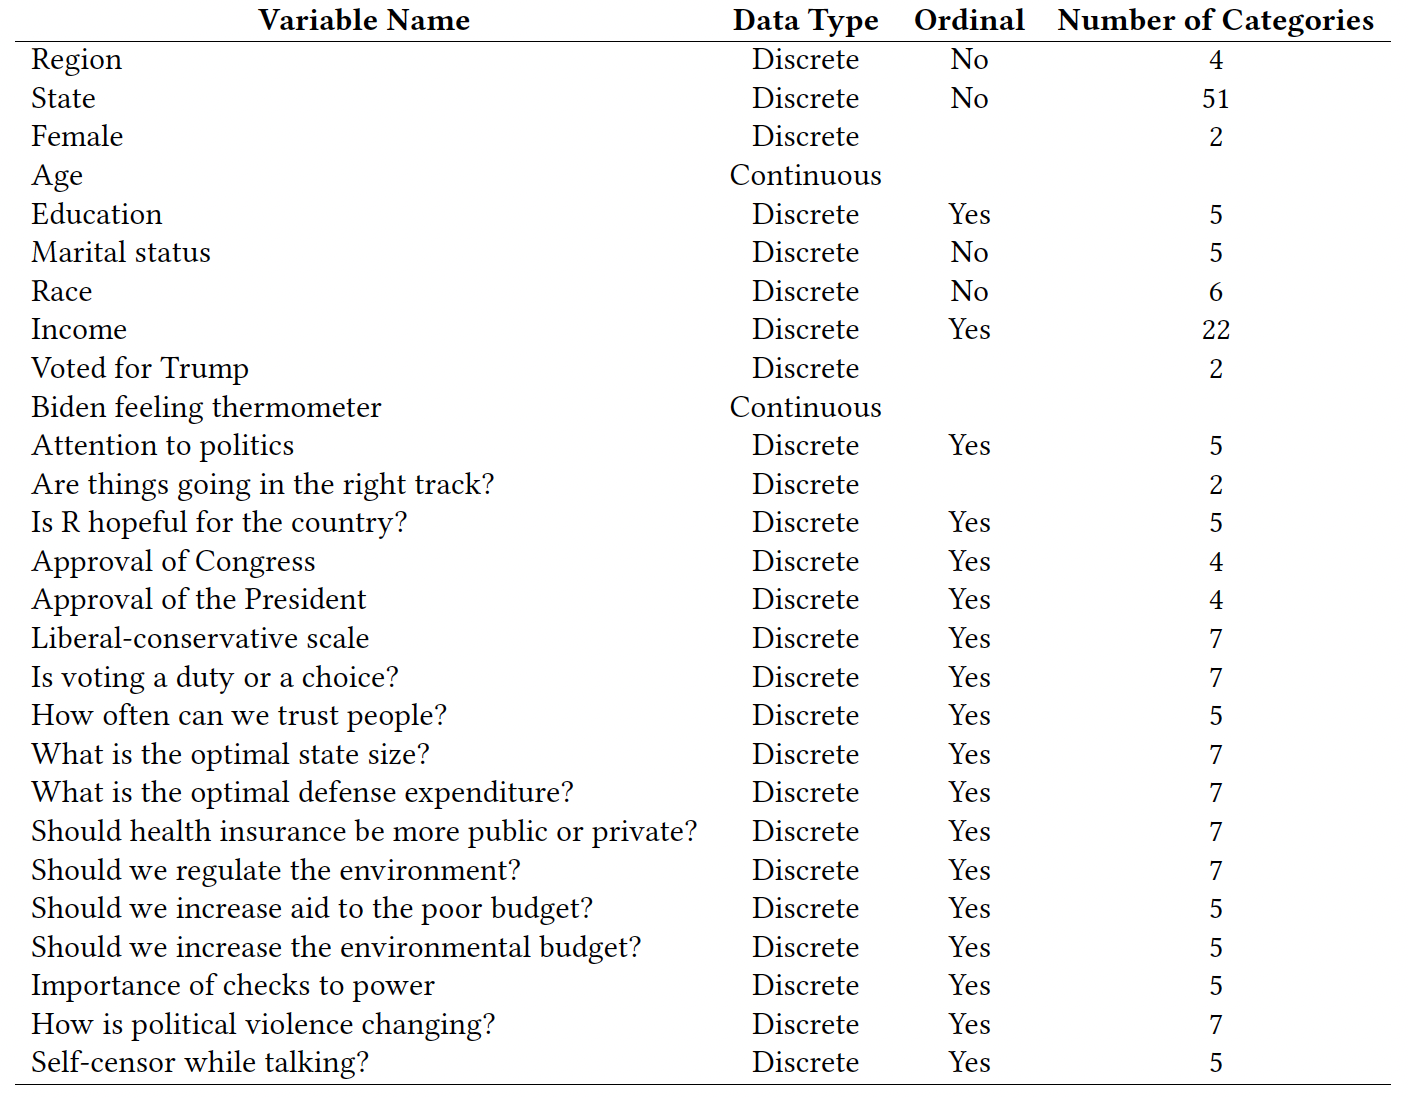 Variable Name Data Type Ordinal Number of Categories
Region Discrete No 4
State Discrete No 51
Female Discrete 2
Age Continuous
Education Discrete Yes 5
Marital status Discrete No 5
Race Discrete No 6
Income Discrete Yes 22
Voted for Trump Discrete 2
Biden feeling thermometer Continuous
Attention to politics Discrete Yes 5
Are things going in the right track? Discrete 2
Is R hopeful for the country? Discrete Yes 5
Approval of Congress Discrete Yes 4
Approval of the President Discrete Yes 4
Liberal-conservative scale Discrete Yes 7
Is voting a duty or a choice? Discrete Yes 7
How often can we trust people? Discrete Yes 5
What is the optimal state size? Discrete Yes 7
What is the optimal defense expenditure? Discrete Yes 7
Should health insurance be more public or private? Discrete Yes 7
Should we regulate the environment? Discrete Yes 7
Should we increase aid to the poor budget? Discrete Yes 5
Should we increase the environmental budget? Discrete Yes 5
Importance of checks to power Discrete Yes 5
How is political violence changing? Discrete Yes 7
Self-censor while talking? Discrete Yes 5